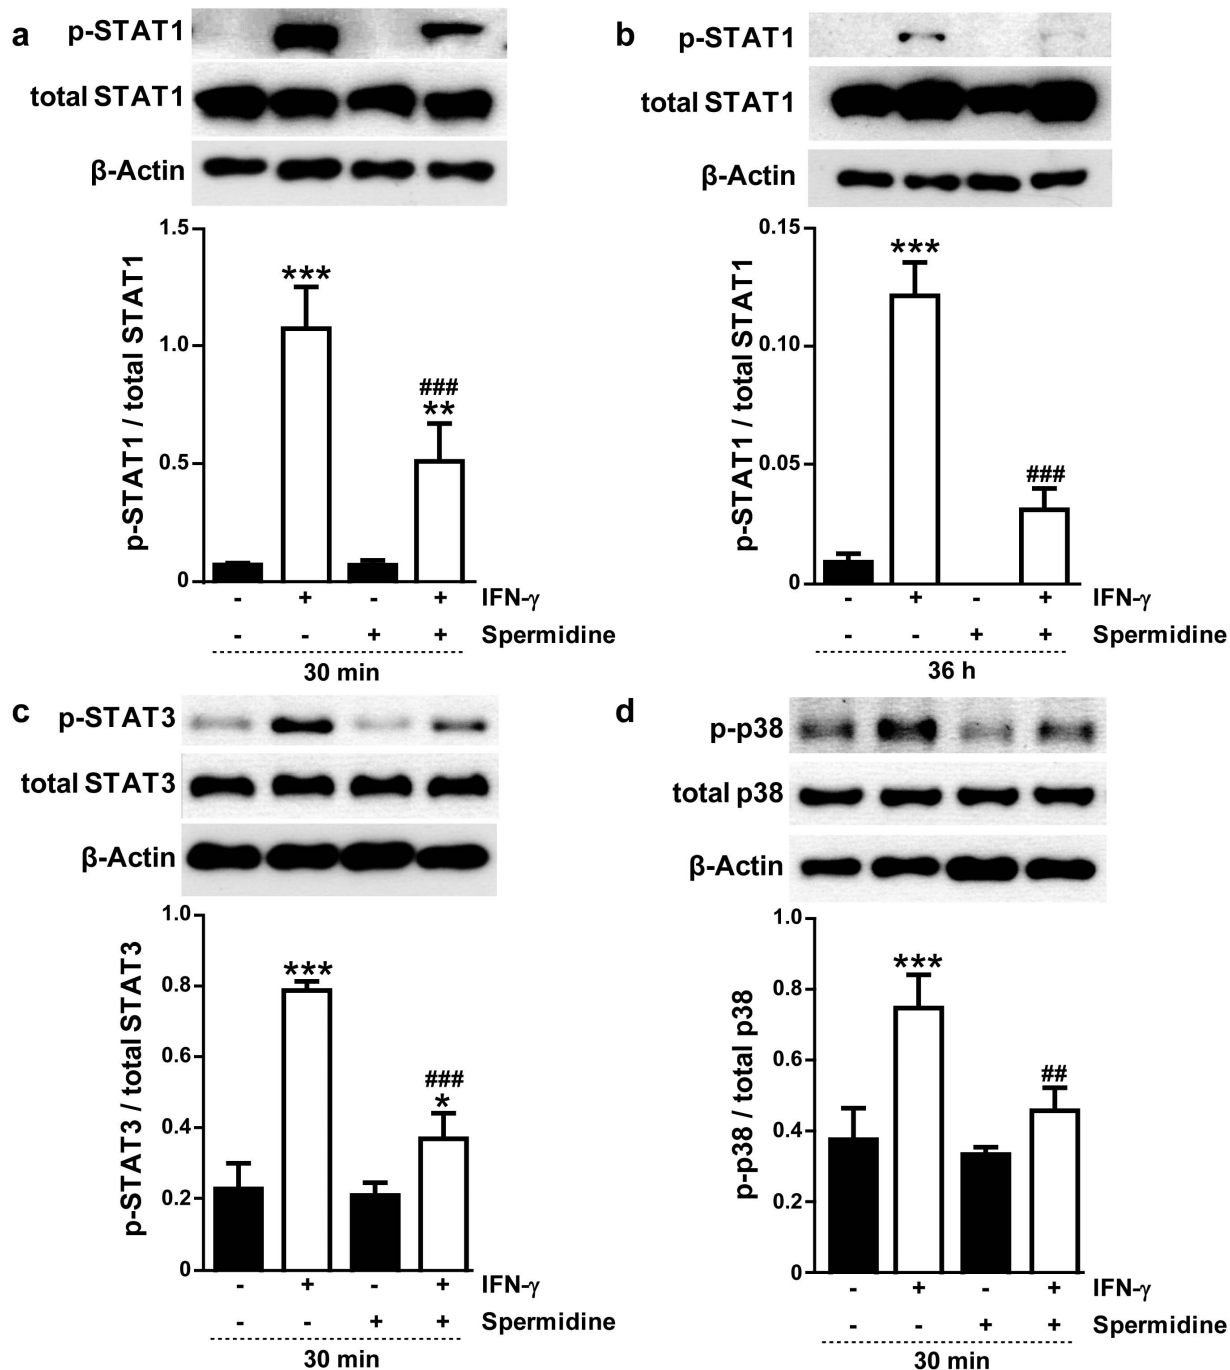 a
p-STAT1
total STAT1
β-Actin
p-STAT1 / total STAT1
1.5
1.0
0.5
0
***
###
**
- + - + IFN-γ
- - + + Spermidine
30 min
b
p-STAT1
total STAT1
β-Actin
p-STAT1 / total STAT1
0.15
0.10
0.05
0
***
###
- + - + IFN-γ
- - + + Spermidine
36 h
c
p-STAT3
total STAT3
β-Actin
p-STAT3 / total STAT3
1.0
0.8
0.6
0.4
0.2
0
***
###
*
- + - + IFN-γ
- - + + Spermidine
30 min
d
p-p38
total p38
β-Actin
p-p38 / total p38
1.0
0.8
0.6
0.4
0.2
0
***
##
- + - + IFN-γ
- - + + Spermidine
30 min